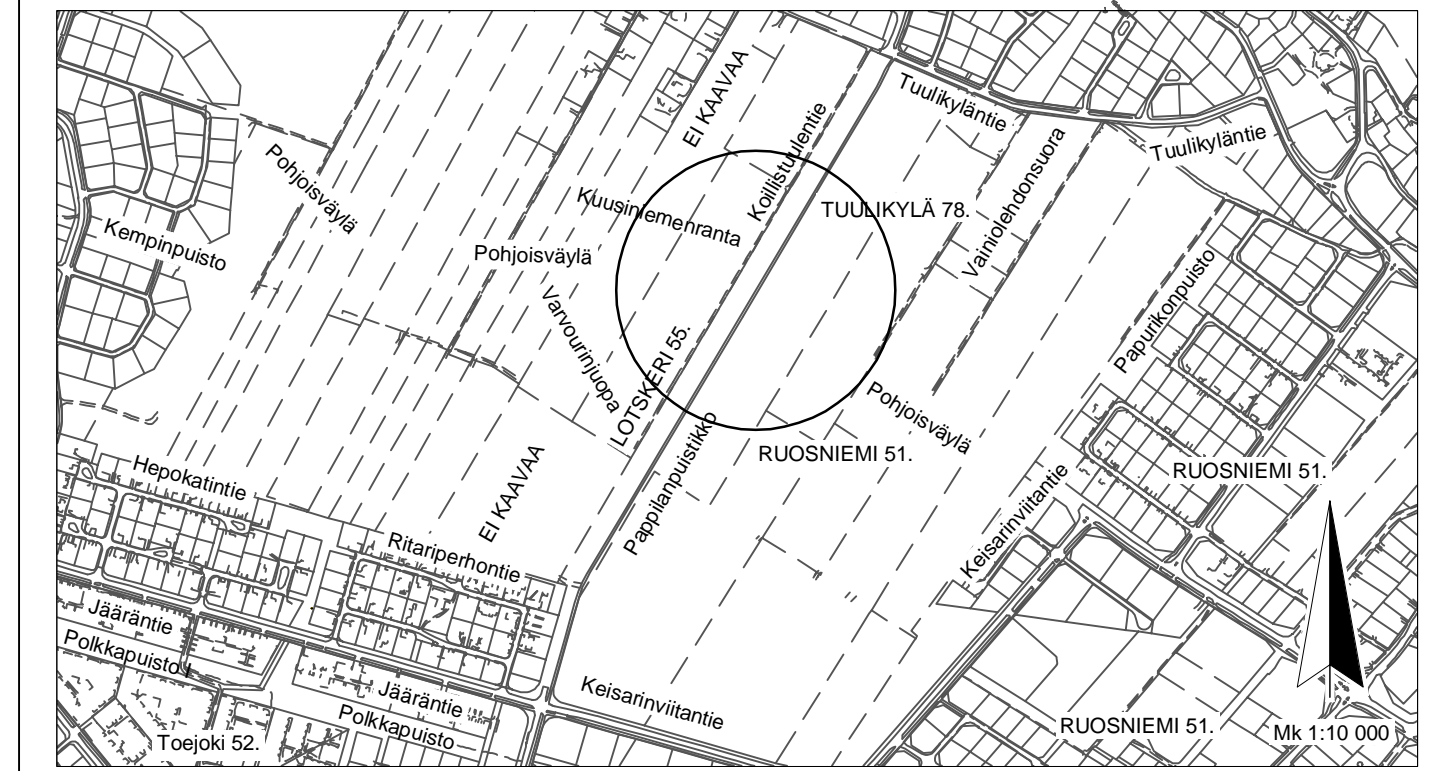 Tuulikyläntie
Tuulikyläntie
EI KAAVAA
Koillistuulentie
Vainiolehdonsuora
Pohjoisväylä
Kuusiniemenranta
TUULIKYLÄ 78.
Kempinpuisto
Pohjoisväylä
Papurikonpuisto
Varvourinjuopa
LOTSKERI 55.
Pohjoisväylä
Pappilanpuistikko
RUOSNIEMI 51.
RUOSNIEMI 51.
Hepokatintie
EI KAAVAA
Keisarinviitantie
Ritariperhontie
Jääräntie
Polkkapuisto
Jääräntie
Keisarinviitantie
Polkkapuisto
Toejoki 52.
RUOSNIEMI 51.
Mk 1:10 000